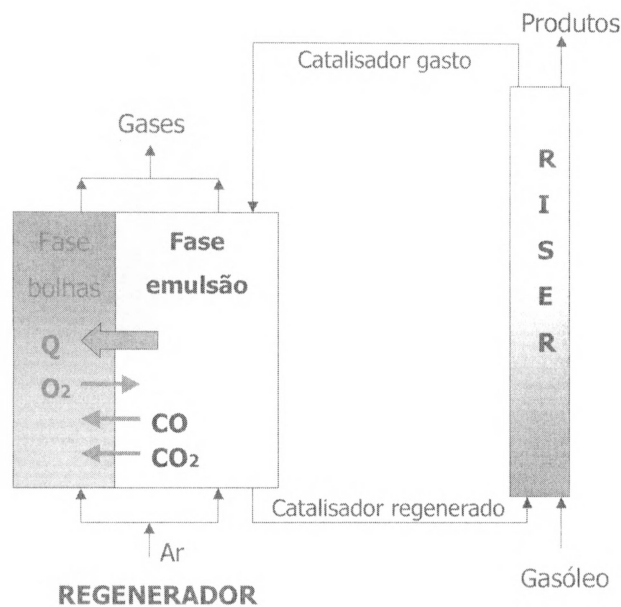 Produtos
Catalisador gasto
Gases
R
I
S
E
R
Fase
bolhas
Fase
emulsão
Q
O₂
CO
CO₂
Catalisador regenerado
Ar
Gasóleo
REGENERADOR